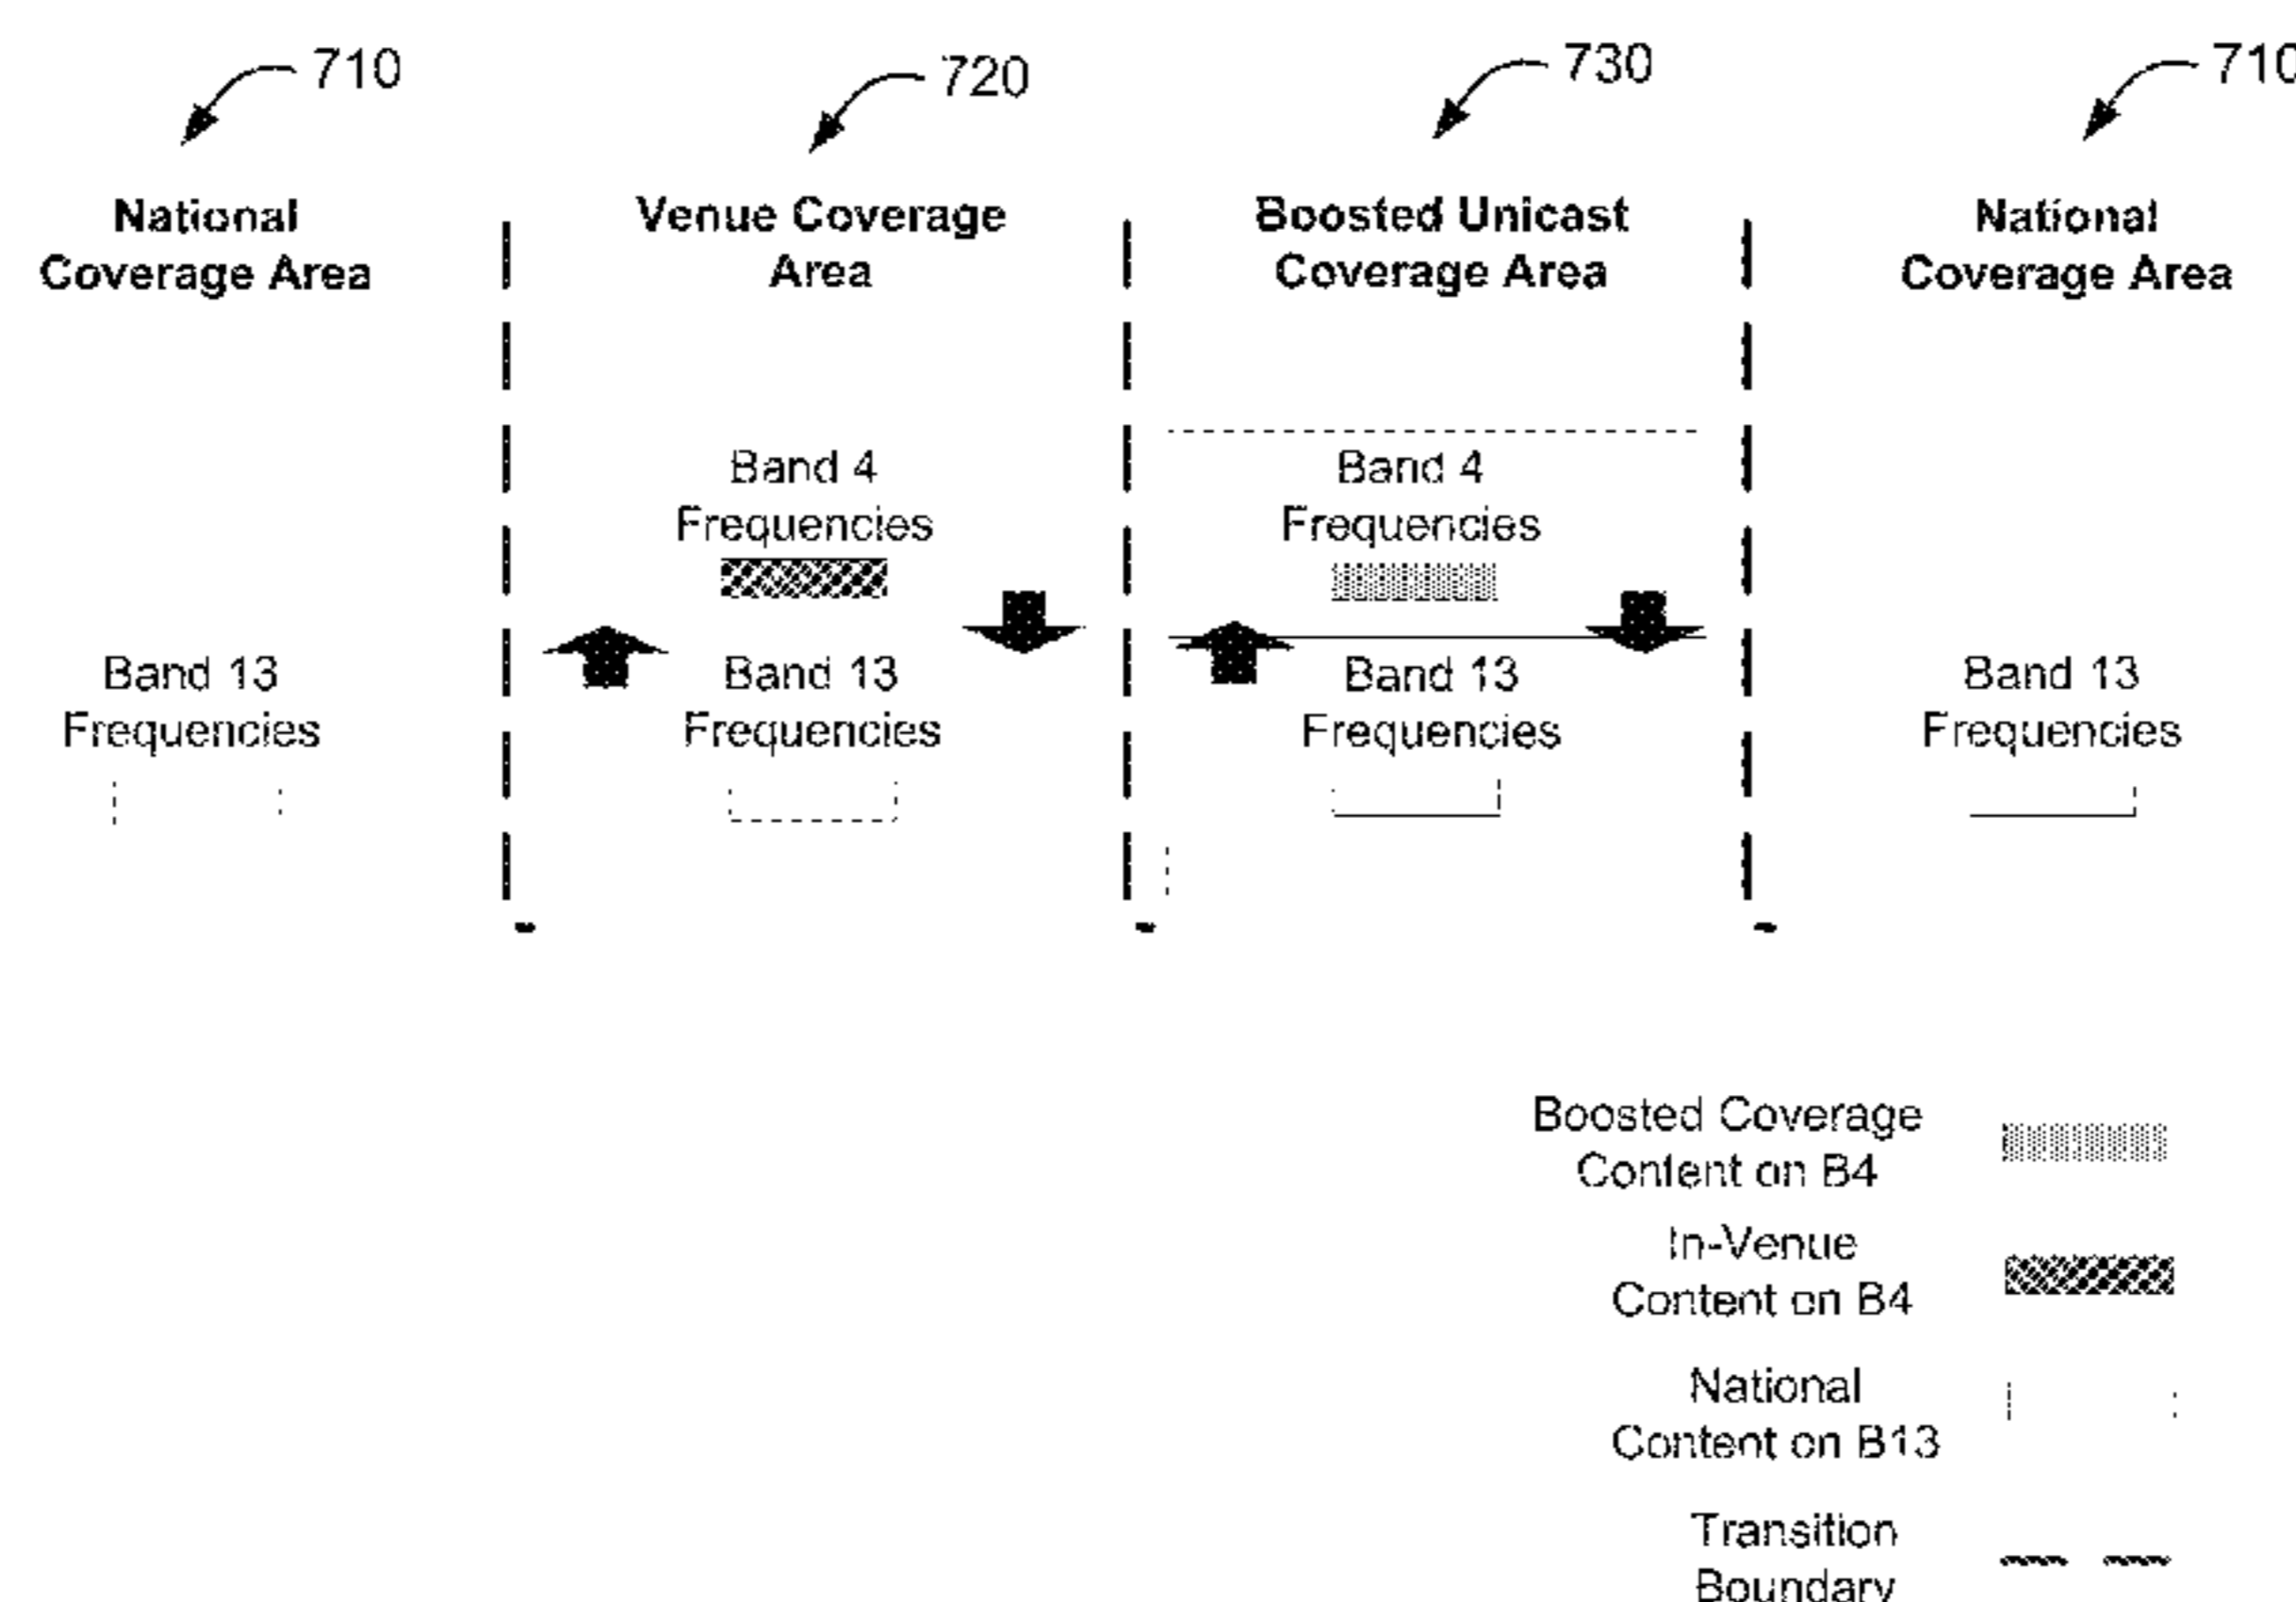 710
720
730
710
National
Coverage Area
Venue Coverage
Area
Boosted Unicast
Coverage Area
National
Coverage Area
Band 4
Frequencies
Band 4
Frequencies
Band 13
Frequencies
Band 13
Frequencies
Band 13
Frequencies
Band 13
Frequencies
Boosted Coverage
Content on B4
In-Venue
Content on B4
National
Content on B13
Transition
Boundary